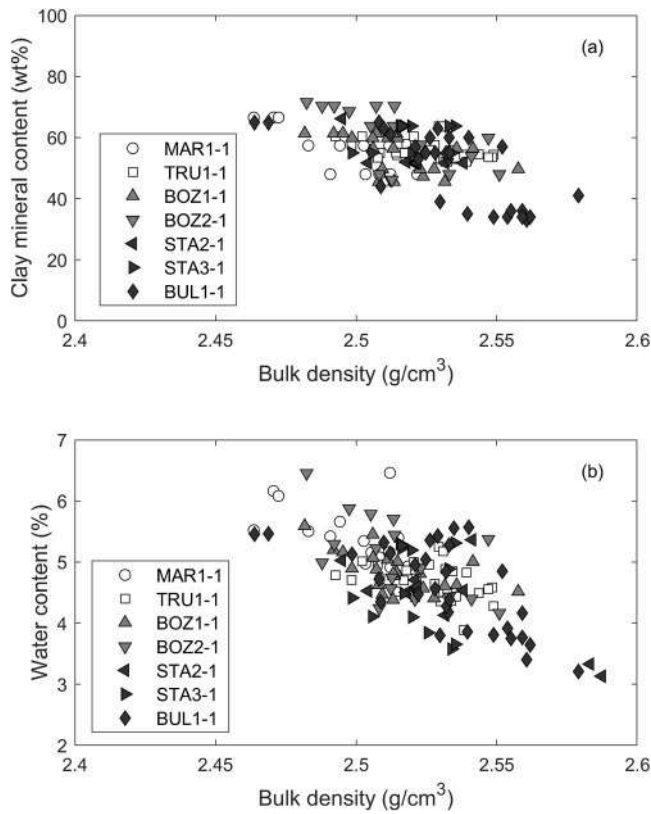 100
80
60
40
20
0
Clay mineral content (wt%)
(a)
MAR1-1
TRU1-1
BOZ1-1
BOZ2-1
STA2-1
STA3-1
BUL1-1
2.4 2.45 2.5 2.55 2.6
Bulk density (g/cm³)
7
6
5
4
3
2
Water content (%)
(b)
MAR1-1
TRU1-1
BOZ1-1
BOZ2-1
STA2-1
STA3-1
BUL1-1
2.4 2.45 2.5 2.55 2.6
Bulk density (g/cm³)